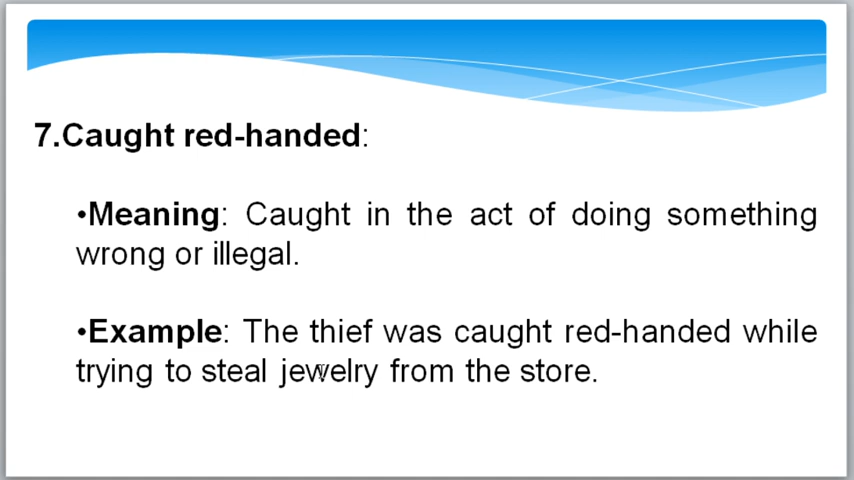 7.Caught red-handed:
•Meaning: Caught in the act of doing something
wrong or illegal.
•Example: The thief was caught red-handed while
trying to steal jewelry from the store.